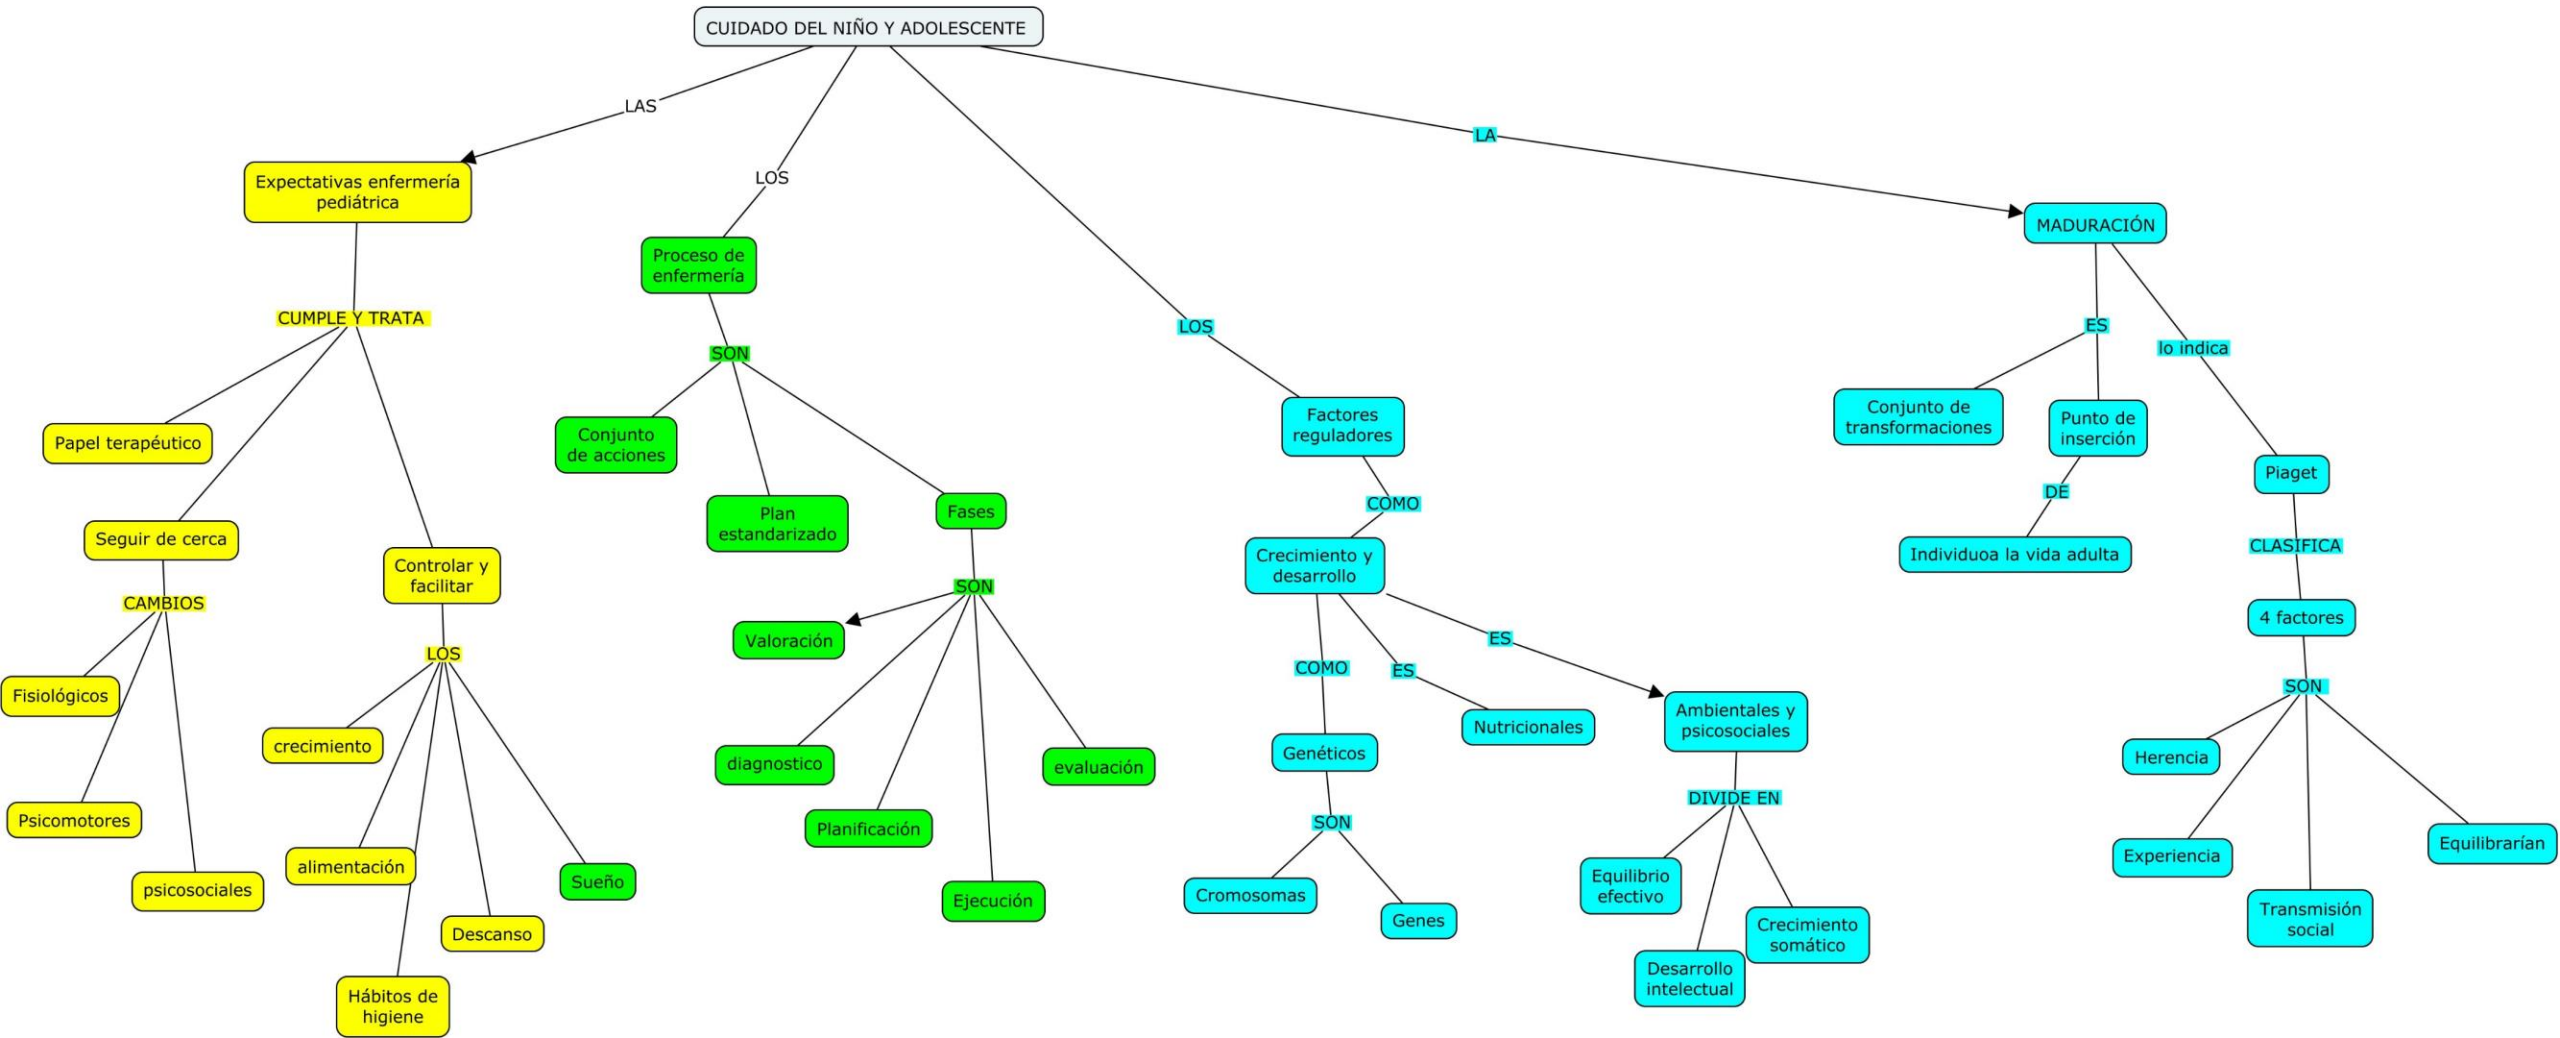 CUIDADO DEL NIÑO Y ADOLESCENTE
LAS
Expectativas enfermería
pediátrica
CUMPLE Y TRATA
Papel terapéutico
Seguir de cerca
CAMBIOS
Fisiológicos
Psicomotores
psicosociales
Controlar y
facilitar
LOS
crecimiento
alimentación
Hábitos de
higiene
Descanso
Sueño
LOS
Proceso de
enfermería
SON
Conjunto
de acciones
Plan
estandarizado
Fases
SON
Valoración
diagnostico
Planificación
Ejecución
evaluación
LOS
Factores
reguladores
COMO
Crecimiento y
desarrollo
COMO
Genéticos
SON
Cromosomas
Genes
ES
Nutricionales
ES
Ambientales y
psicosociales
DIVIDE EN
Equilibrio
efectivo
Desarrollo
intelectual
Crecimiento
somático
LA
MADURACIÓN
ES
Conjunto de
transformaciones
Punto de
inserción
DE
Individuoa la vida adulta
lo indica
Piaget
CLASIFICA
4 factores
SON
Herencia
Experiencia
Transmisión
social
Equilibrarían